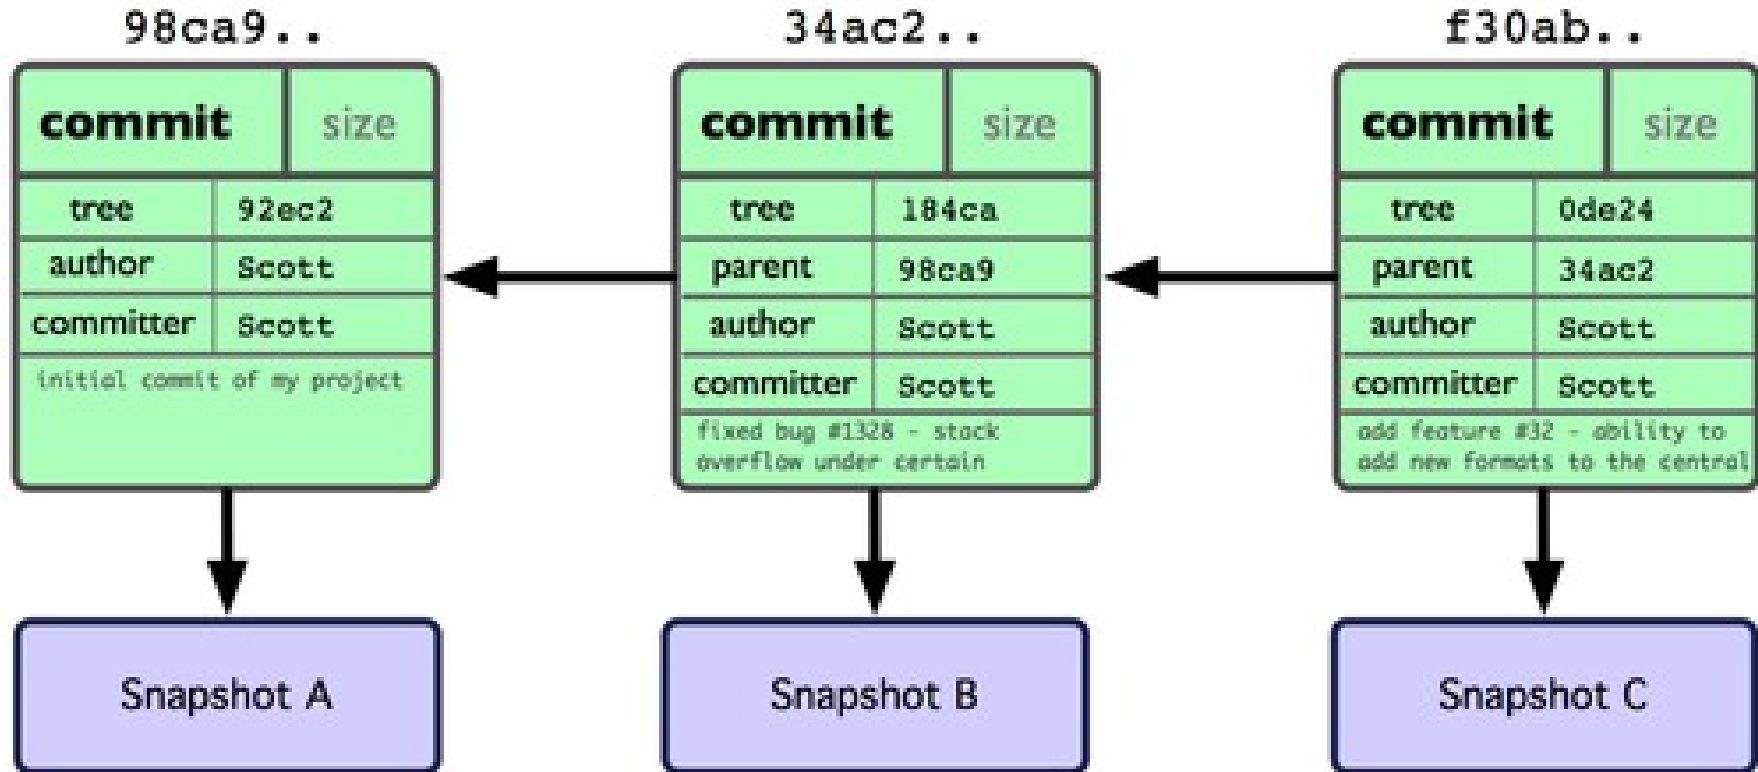 98ca9..
commit size
tree 92ec2
author Scott
committer Scott
initial commit of my project
Snapshot A
34ac2..
commit size
tree 184ca
parent 98ca9
author Scott
committer Scott
fixed bug #1328 - stack
overflow under certain
Snapshot B
f30ab..
commit size
tree 0de24
parent 34ac2
author Scott
committer Scott
add feature #32 - ability to
add new formats to the central
Snapshot C